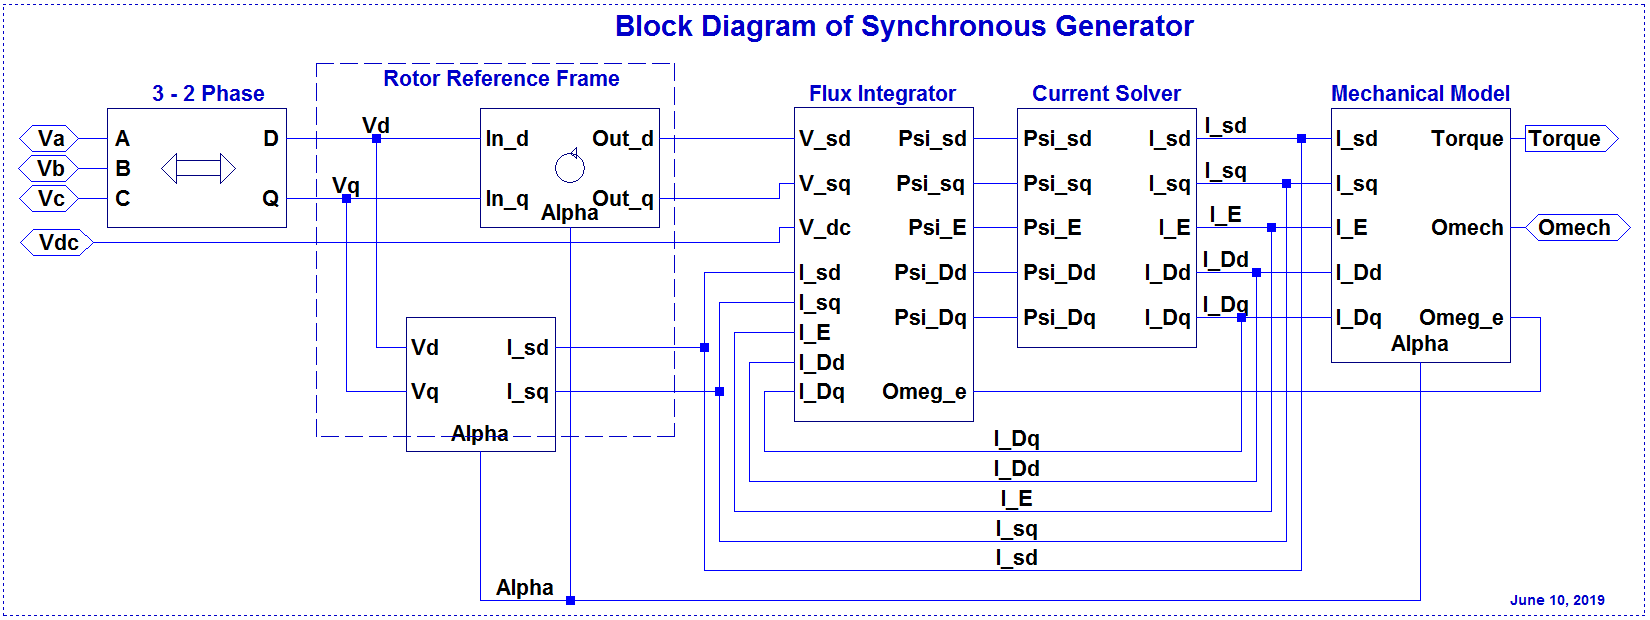 Block Diagram of Synchronous Generator
Rotor Reference Frame
3 - 2 Phase
Flux Integrator
Current Solver
Mechanical Model
Va
Vb
Vc
Vdc
A
B
C
D
Q
Vd
Vq
In_d
In_q
Out_d
Out_q
Alpha
Vd
Vq
I_sd
I_sq
Alpha
V_sd
V_sq
V_dc
I_sd
I_sq
I_E
I_Dd
I_Dq
Psi_sd
Psi_sq
Psi_E
Psi_Dd
Psi_Dq
Omeg_e
Psi_sd
Psi_sq
Psi_E
Psi_Dd
Psi_Dq
I_sd
I_sq
I_E
I_Dd
I_Dq
I_sd
I_sq
I_E
I_Dd
I_Dq
I_sd
I_sq
I_E
I_Dd
I_Dq
Torque
Omech
Omeg_e
Alpha
Torque
Omech
I_Dq
I_Dd
I_E
I_sq
I_sd
Alpha
June 10, 2019